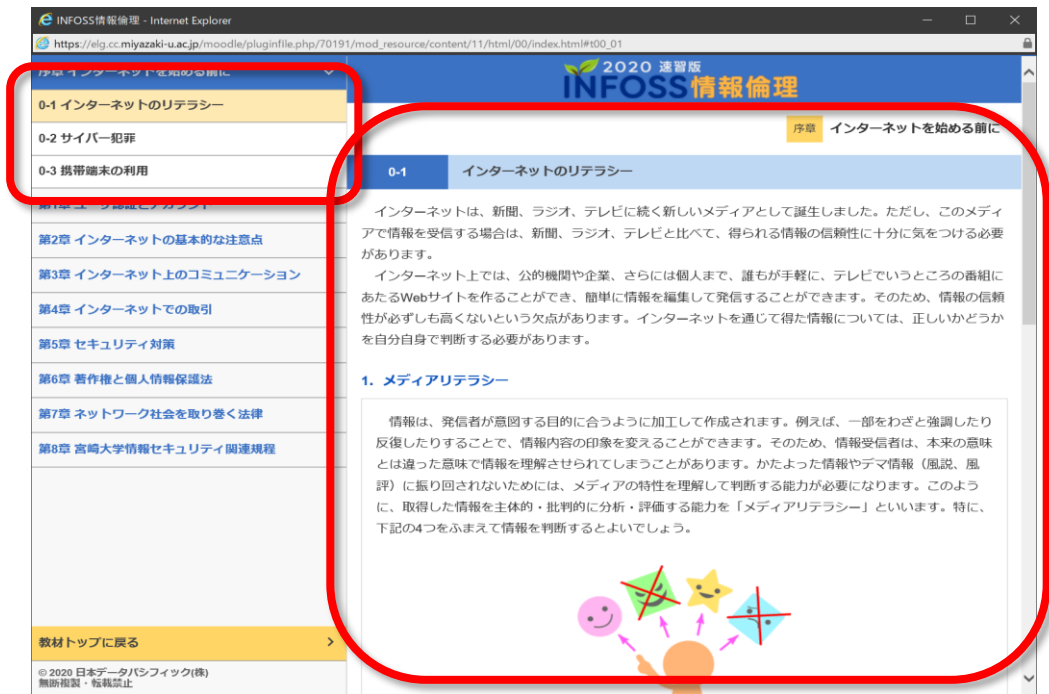 INFOSS情報倫理 - Internet Explorer
https://elg.cc.miyazaki-u.ac.jp/moodle/pluginfile.php/70191/mod_resource/content/11/html/00/index.html#t00_01
序章 インターネットを始める前に
0-1 インターネットのリテラシー
0-2 サイバー犯罪
0-3 携帯端末の利用
第1章 ユーザ認証とアカウント
第2章 インターネットの基本的な注意点
第3章 インターネット上のコミュニケーション
第4章 インターネットでの取引
第5章 セキュリティ対策
第6章 著作権と個人情報保護法
第7章 ネットワーク社会を取り巻く法律
第8章 宮崎大学情報セキュリティ関連規程
教材トップに戻る
© 2020 日本データパシフィック(株)
無断複製・転載禁止
2020 速習版
INFOSS情報倫理
序章 インターネットを始める前に
0-1 インターネットのリテラシー
インターネットは、新聞、ラジオ、テレビに続く新しいメディアとして誕生しました。ただし、このメディ
アで情報を受信する場合は、新聞、ラジオ、テレビと比べて、得られる情報の信頼性に十分に気をつける必要
があります。
インターネット上では、公的機関や企業、さらには個人まで、誰もが手軽に、テレビでいうところの番組に
あたるWebサイトを作ることができ、簡単に情報を編集して発信することができます。そのため、情報の信頼
性が必ずしも高くないという欠点があります。インターネットを通じて得た情報については、正しいかどうか
を自分自身で判断する必要があります。
1. メディアリテラシー
情報は、発信者が意図する目的に合うように加工して作成されます。例えば、一部をわざと強調したり
反復したりすることで、情報内容の印象を変えることができます。そのため、情報受信者は、本来の意味
とは違った意味で情報を理解させられてしまうことがあります。かたよった情報やデマ情報（風説、風
評）に振り回されないためには、メディアの特性を理解して判断する能力が必要になります。このよう
に、取得した情報を主体的・批判的に分析・評価する能力を「メディアリテラシー」といいます。特に、
下記の4つをふまえて情報を判断するとよいでしょう。